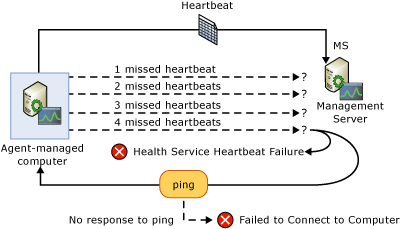 Heartbeat
MS
1 missed heartbeat
?
2 missed heartbeats
?
3 missed heartbeats
?
4 missed heartbeats
?
Management
Server
Agent-managed
computer
Health Service Heartbeat Failure
ping
No response to ping
Failed to Connect to Computer